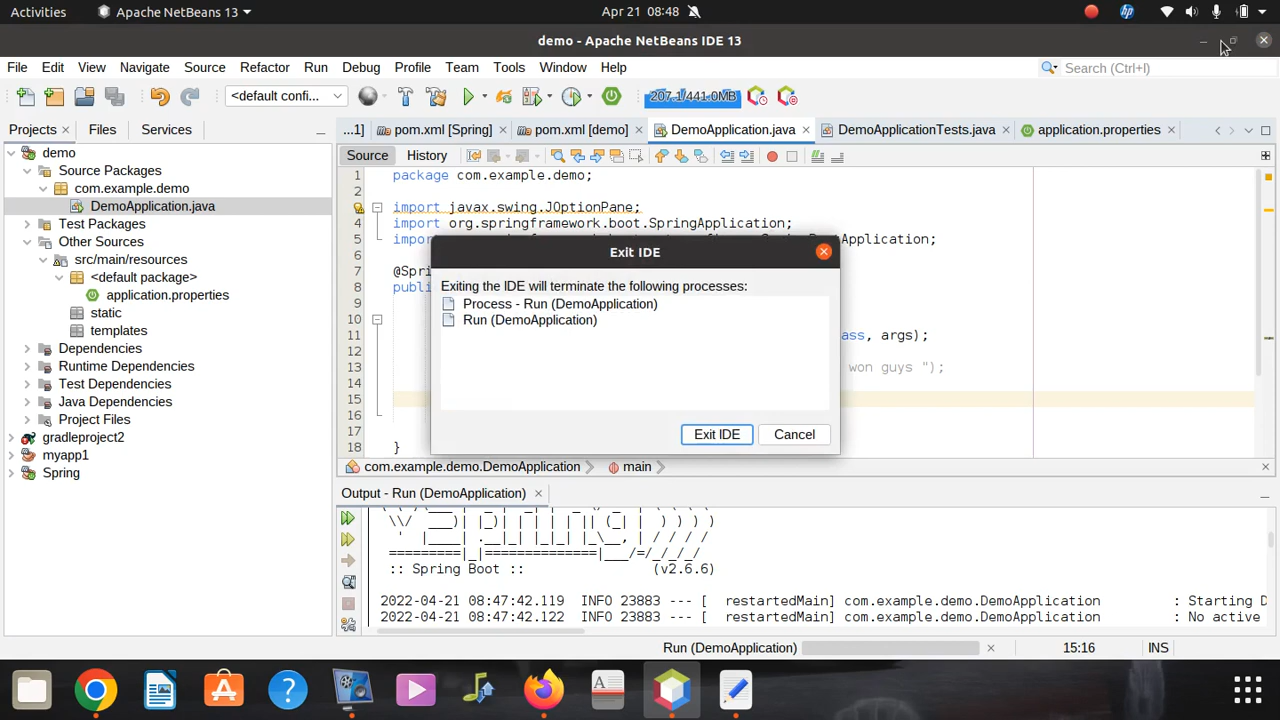 Activities
Apache NetBeans 13
Apr 21 08:48
hp
demo - Apache NetBeans IDE 13
File Edit View Navigate Source Refactor Run Debug Profile Team Tools Window Help
Search (Ctrl+I)
<default confi...
207.1/441.0MB
Projects Files Services
...1] pom.xml [Spring] pom.xml [demo] DemoApplication.java DemoApplicationTests.java application.properties
Source History
demo
Source Packages
com.example.demo
DemoApplication.java
Test Packages
Other Sources
src/main/resources
<default package>
application.properties
static
templates
Dependencies
Runtime Dependencies
Test Dependencies
Java Dependencies
Project Files
gradleproject2
myapp1
Spring
1 package com.example.demo;
2
import javax.swing.JOptionPane;
4 import org.springframework.boot.SpringApplication;
5 impor Application;
6
7 @Spri
8 publi
9
10
11 ass, args);
12
13 won guys ");
14
15
16
17
18 }
Exit IDE
Exiting the IDE will terminate the following processes:
Process - Run (DemoApplication)
Run (DemoApplication)
Exit IDE
Cancel
com.example.demo.DemoApplication main
Output - Run (DemoApplication)
:: Spring Boot :: (v2.6.6)
2022-04-21 08:47:42.119 INFO 23883 --- [ restartedMain] com.example.demo.DemoApplication : Starting D
2022-04-21 08:47:42.122 INFO 23883 --- [ restartedMain] com.example.demo.DemoApplication : No active
Run (DemoApplication)
15:16
INS